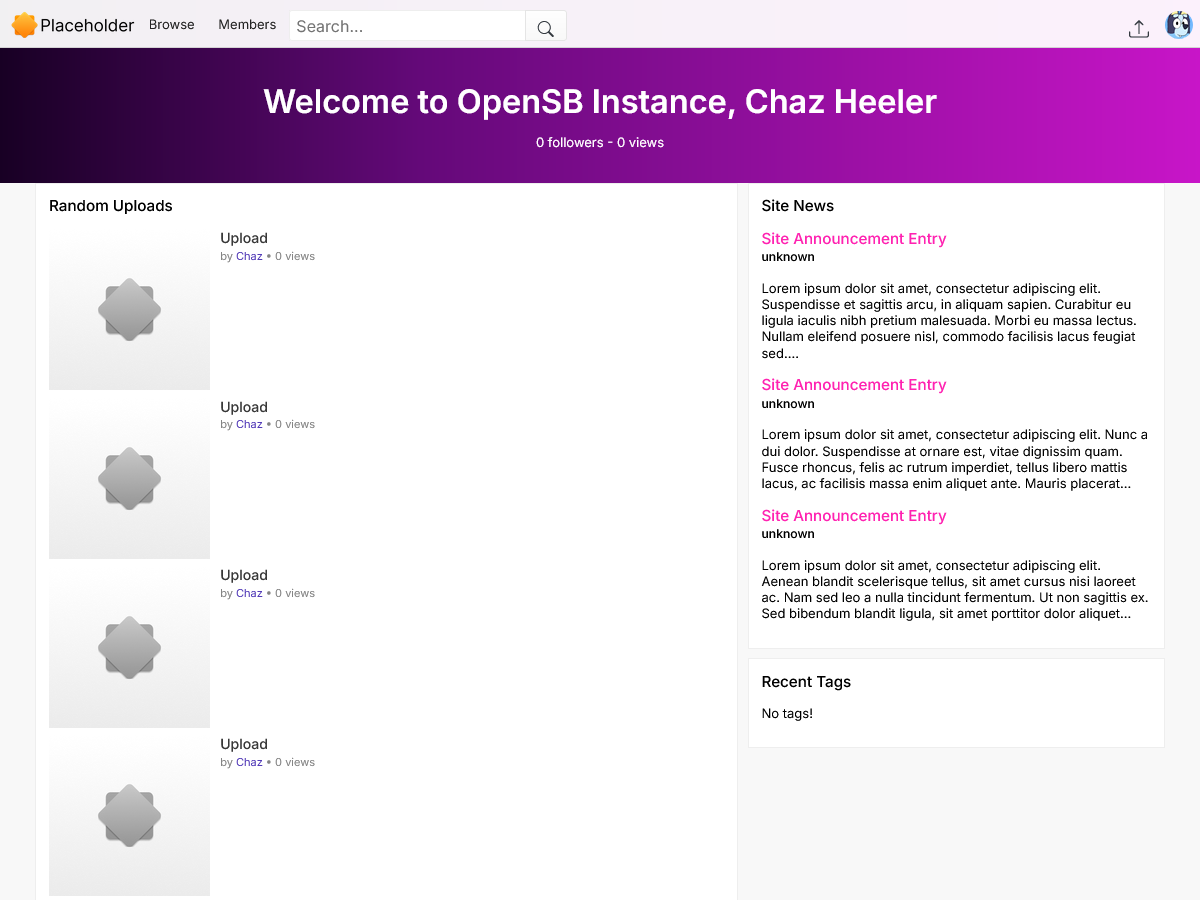 Placeholder
Browse
Members
Search...
Welcome to OpenSB Instance, Chaz Heeler
0 followers - 0 views
Random Uploads
Upload
by Chaz • 0 views
Upload
by Chaz • 0 views
Upload
by Chaz • 0 views
Upload
by Chaz • 0 views
Site News
Site Announcement Entry
unknown
Lorem ipsum dolor sit amet, consectetur adipiscing elit.
Suspendisse et sagittis arcu, in aliquam sapien. Curabitur eu
ligula iaculis nibh pretium malesuada. Morbi eu massa lectus.
Nullam eleifend posuere nisl, commodo facilisis lacus feugiat
sed....
Site Announcement Entry
unknown
Lorem ipsum dolor sit amet, consectetur adipiscing elit. Nunc a
dui dolor. Suspendisse at ornare est, vitae dignissim quam.
Fusce rhoncus, felis ac rutrum imperdiet, tellus libero mattis
lacus, ac facilisis massa enim aliquet ante. Mauris placerat...
Site Announcement Entry
unknown
Lorem ipsum dolor sit amet, consectetur adipiscing elit.
Aenean blandit scelerisque tellus, sit amet cursus nisi laoreet
ac. Nam sed leo a nulla tincidunt fermentum. Ut non sagittis ex.
Sed bibendum blandit ligula, sit amet porttitor dolor aliquet...
Recent Tags
No tags!